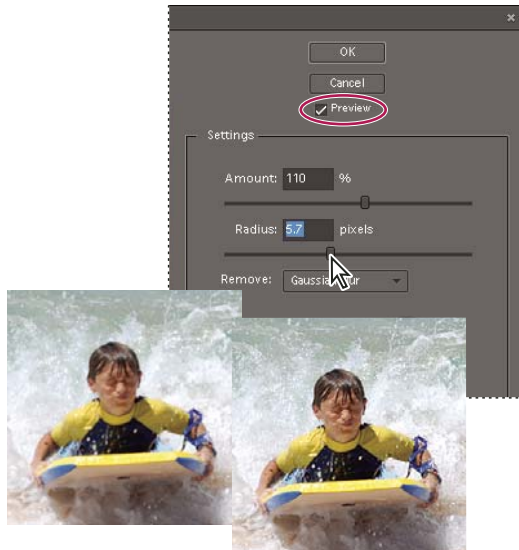 OK
Cancel
Preview
Settings
Amount: 110 %
Radius: 5.7 pixels
Remove: